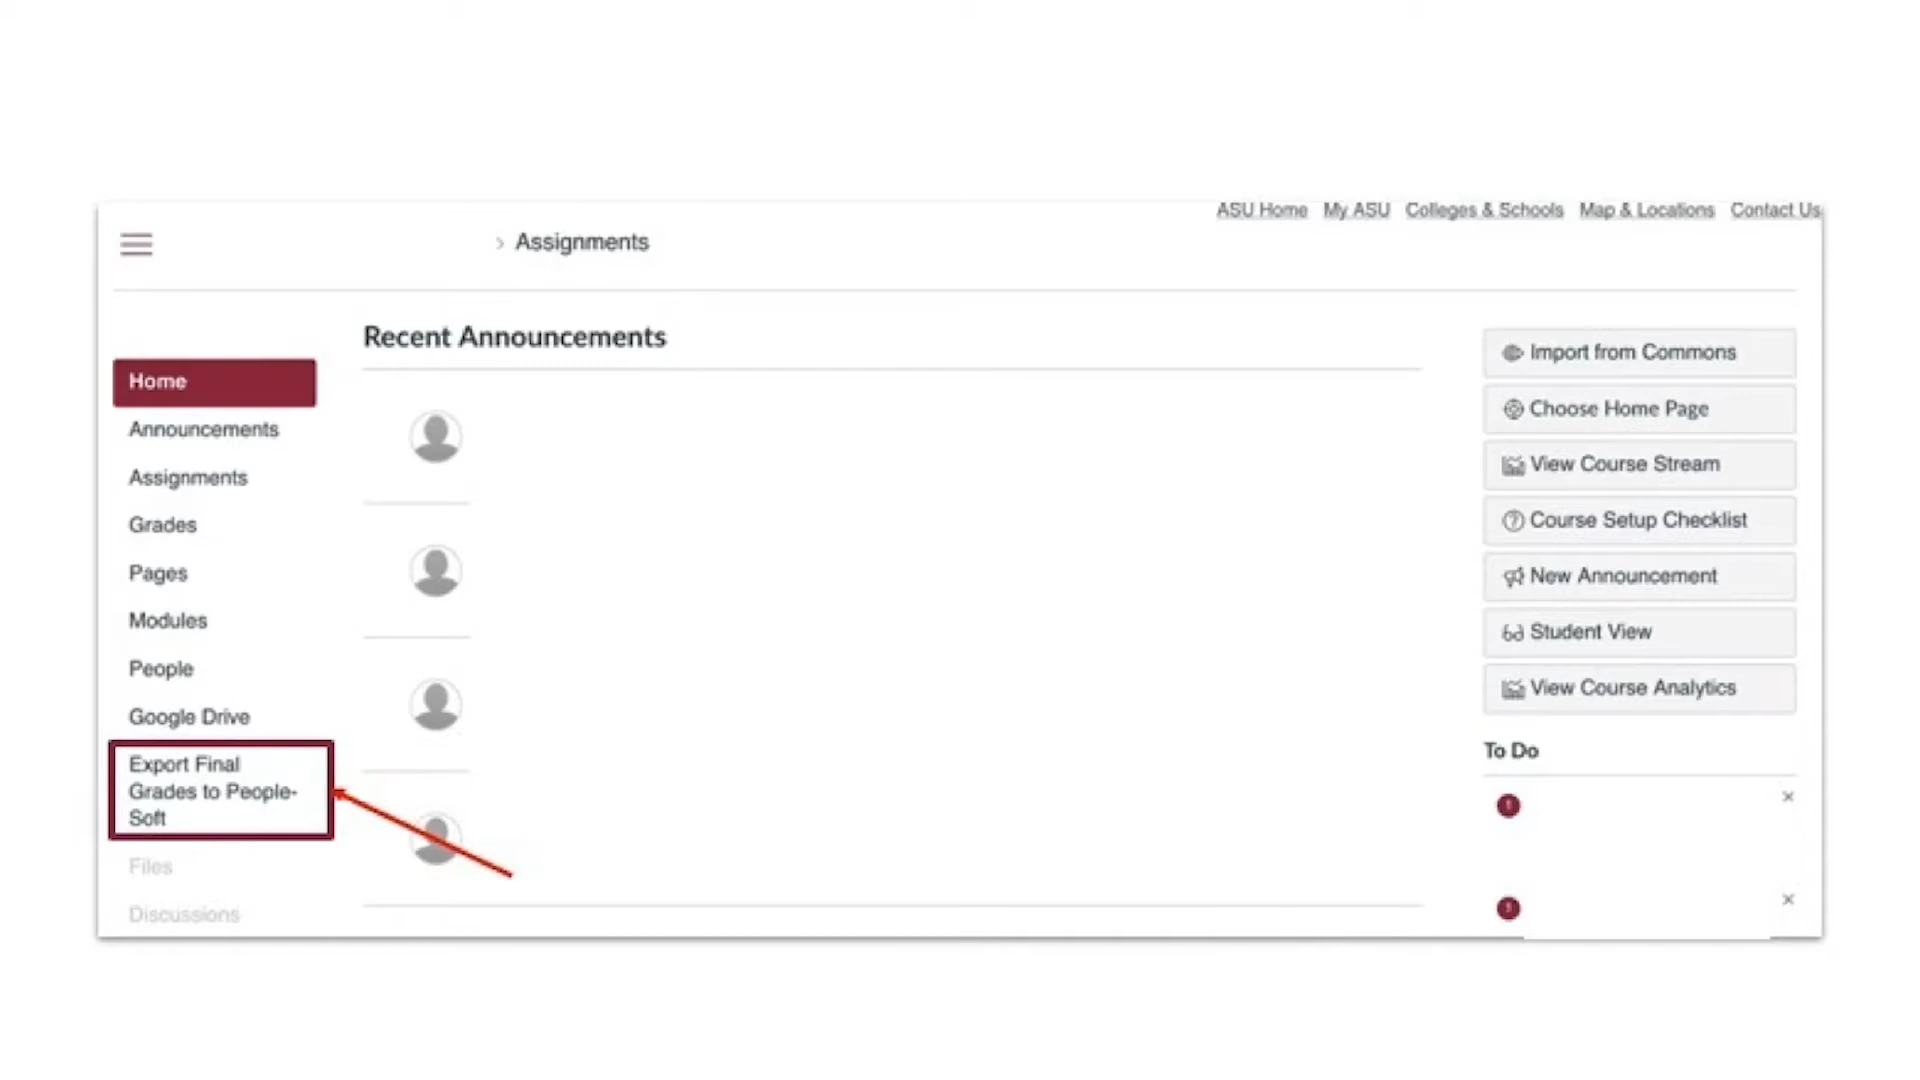 ASU Home My ASU Colleges & Schools Map & Locations Contact Us
› Assignments
Recent Announcements
Home
Announcements
Assignments
Grades
Pages
Modules
People
Google Drive
Export Final
Grades to People-
Soft
Files
Discussions
Import from Commons
Choose Home Page
View Course Stream
Course Setup Checklist
New Announcement
Student View
View Course Analytics
To Do